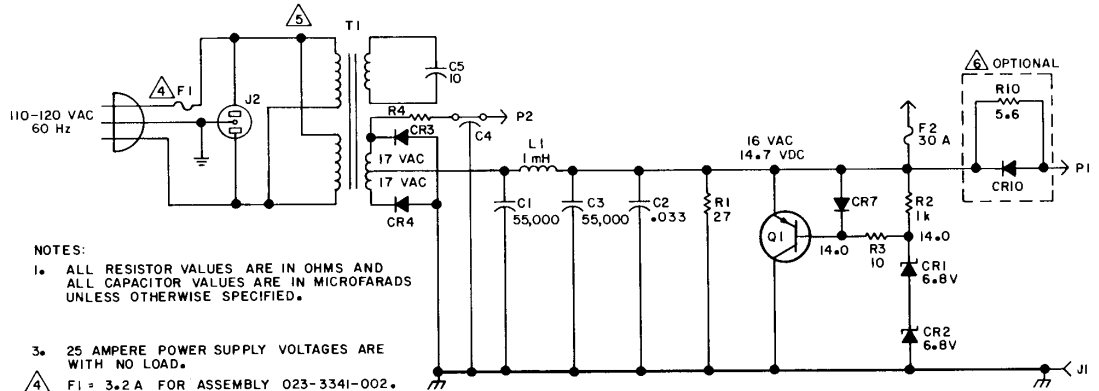 5
T1
6 OPTIONAL
R10
5.6
4 F1
J2
C5
10
R4
CR3
P2
C4
110-120 VAC
60 Hz
17 VAC
17 VAC
CR4
L1
1 mH
16 VAC
14.7 VDC
F2
30 A
CR10
P1
C1
55,000
C3
55,000
C2
.033
R1
27
CR7
R2
1k
Q1
14.0
R3
10
14.0
CR1
6.8V
CR2
6.8V
J1
NOTES:
1. ALL RESISTOR VALUES ARE IN OHMS AND
ALL CAPACITOR VALUES ARE IN MICROFARADS
UNLESS OTHERWISE SPECIFIED.
3. 25 AMPERE POWER SUPPLY VOLTAGES ARE
WITH NO LOAD.
4 F1 = 3.2 A FOR ASSEMBLY 023-3341-002.